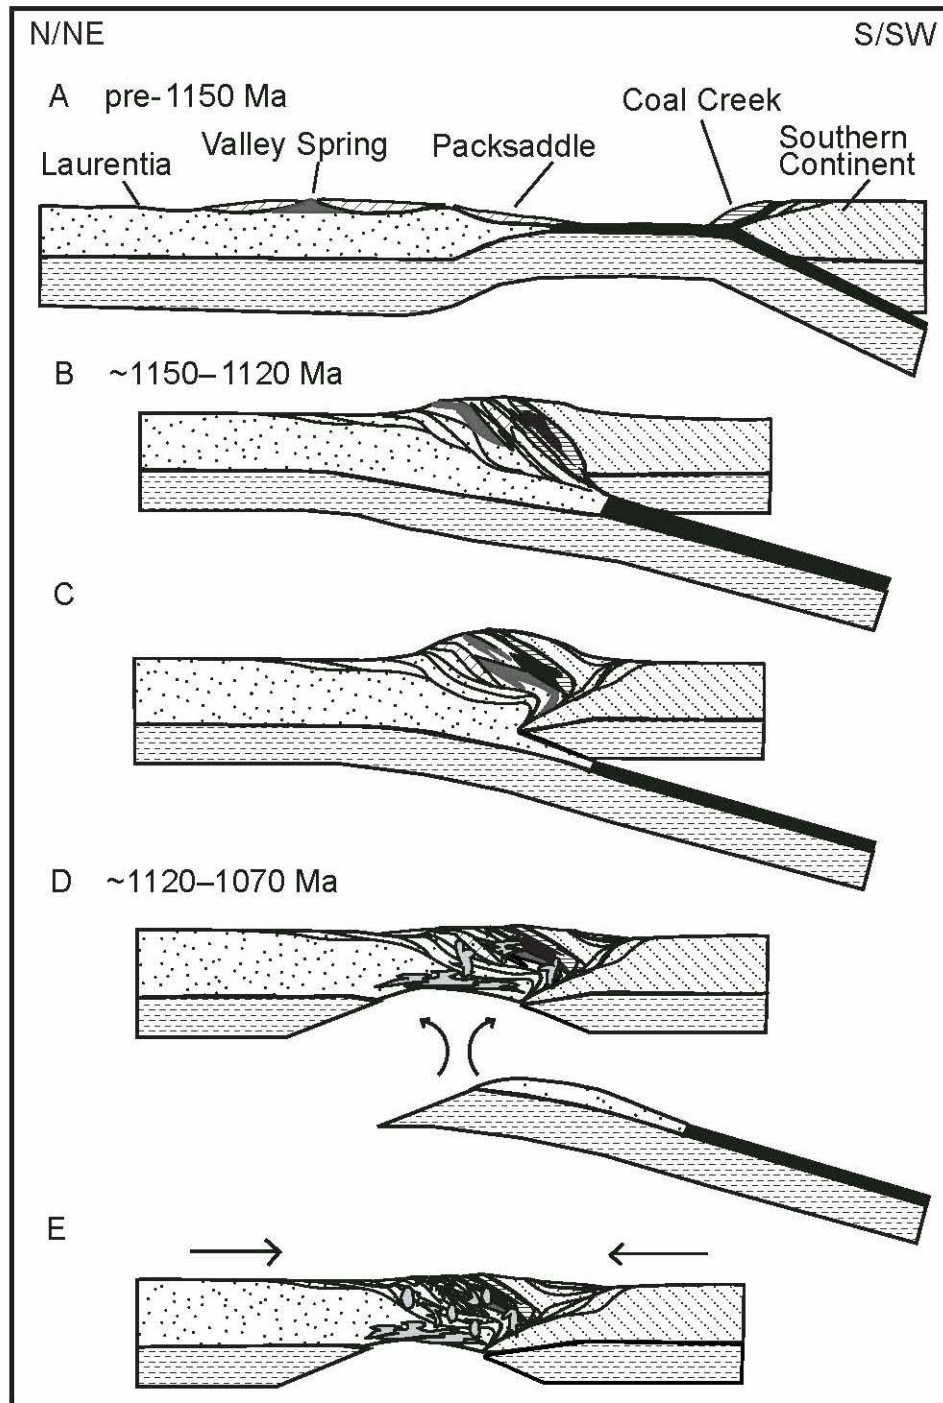 N/NE S/SW
A pre-1150 Ma
Coal Creek
Valley Spring
Packsaddle
Southern
Continent
Laurentia
B ~1150–1120 Ma
C
D ~1120–1070 Ma
E